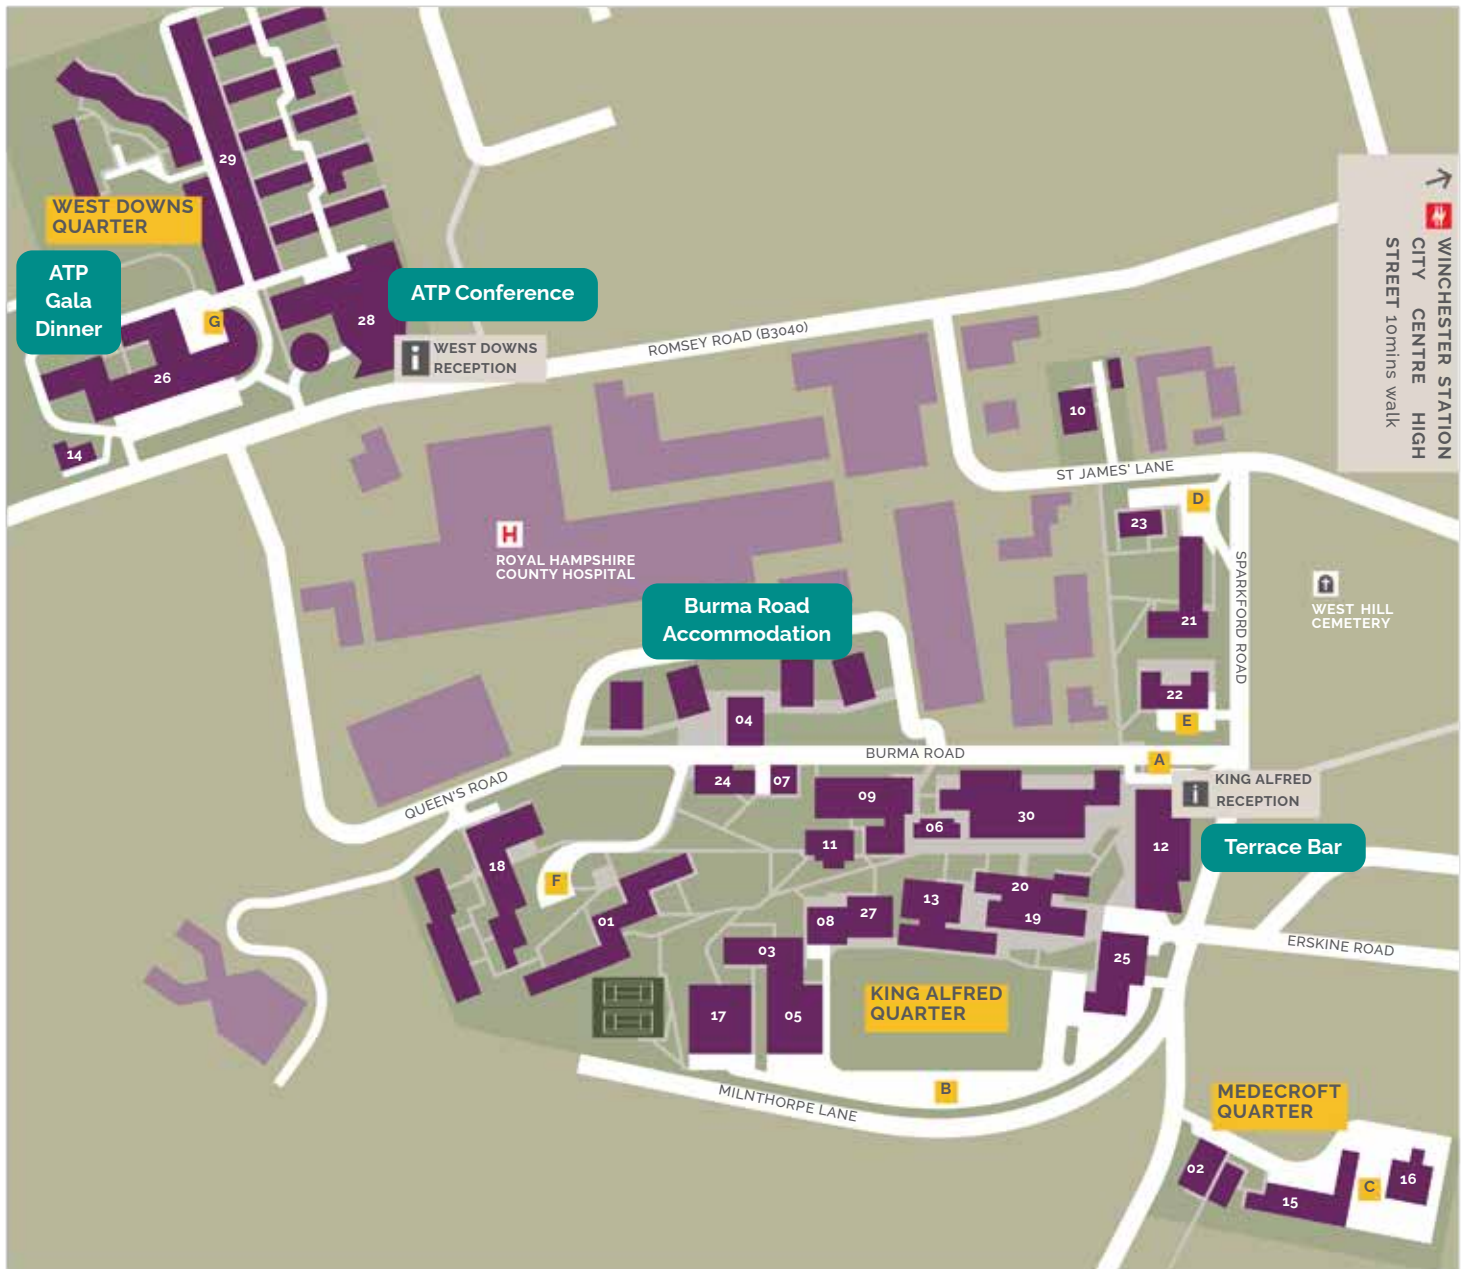 29
WEST DOWNS
QUARTER
ATP
Gala
Dinner
G
26
14
28
ATP Conference
WEST DOWNS
RECEPTION
ROMSEY ROAD (B3040)
WINCHESTER STATION
CITY CENTRE HIGH
STREET 10mins walk
10
ST JAMES' LANE
D
23
21
SPARKFORD ROAD
22
E
WEST HILL
CEMETERY
H
ROYAL HAMPSHIRE
COUNTY HOSPITAL
Burma Road
Accommodation
04
BURMA ROAD
A
KING ALFRED
RECEPTION
Terrace Bar
QUEEN'S ROAD
24
07
09
06
30
12
11
18
F
01
13
20
19
08
27
03
25
17
05
KING ALFRED
QUARTER
ERSKINE ROAD
B
MILNTHORPE LANE
MEDECROFT
QUARTER
02
15
C
16